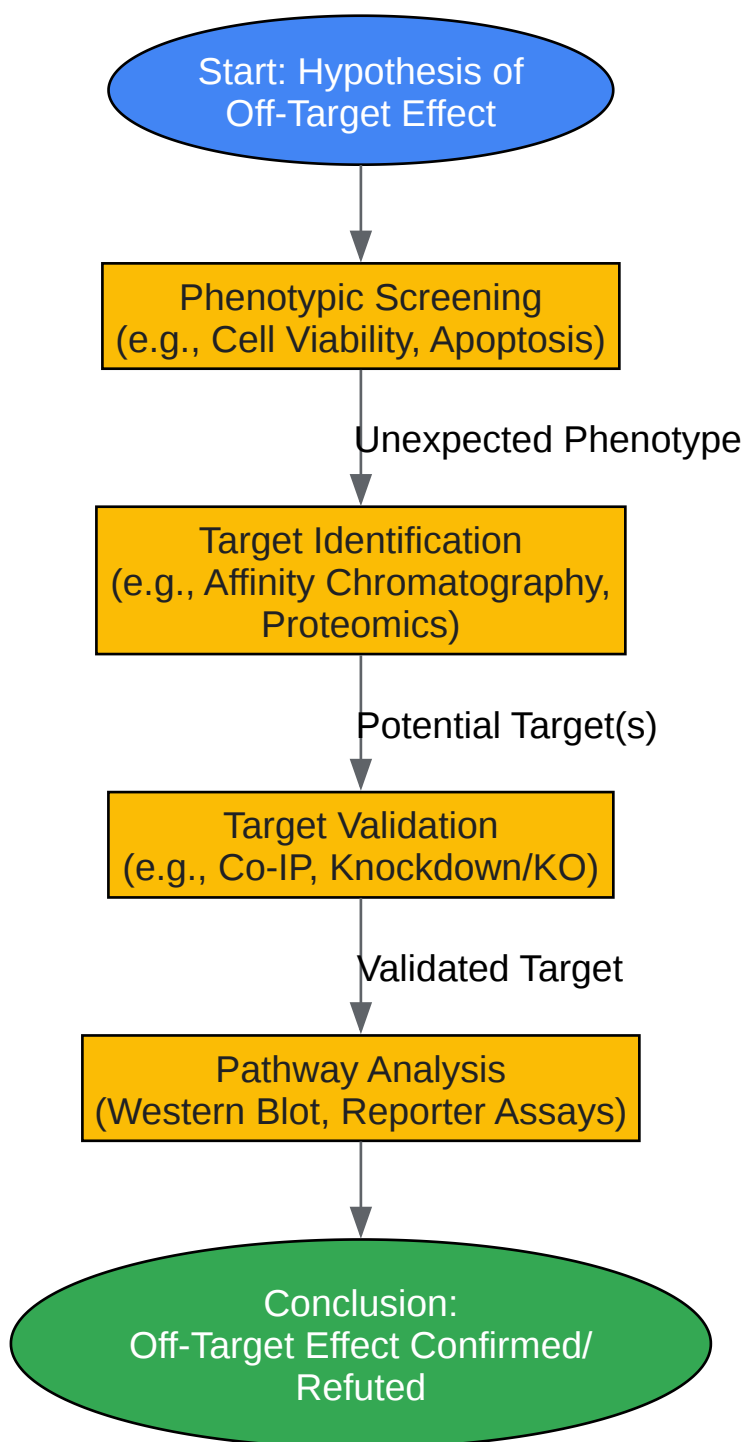 Start: Hypothesis of
Off-Target Effect
Phenotypic Screening
(e.g., Cell Viability, Apoptosis)
Unexpected Phenotype
Target Identification
(e.g., Affinity Chromatography,
Proteomics)
Potential Target(s)
Target Validation
(e.g., Co-IP, Knockdown/KO)
Validated Target
Pathway Analysis
(Western Blot, Reporter Assays)
Conclusion:
Off-Target Effect Confirmed/
Refuted